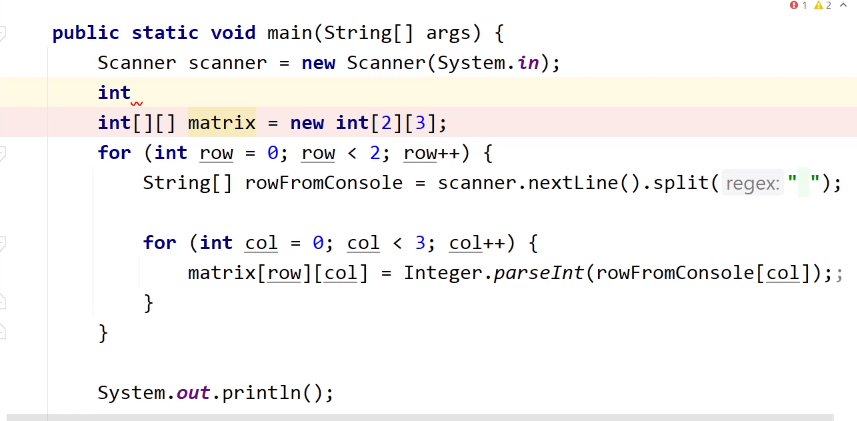 1 2
public static void main(String[] args) {
Scanner scanner = new Scanner(System.in);
int
int[][] matrix = new int[2][3];
for (int row = 0; row < 2; row++) {
String[] rowFromConsole = scanner.nextLine().split( regex: " ");
for (int col = 0; col < 3; col++) {
matrix[row][col] = Integer.parseInt(rowFromConsole[col]);;
}
}
System.out.println();